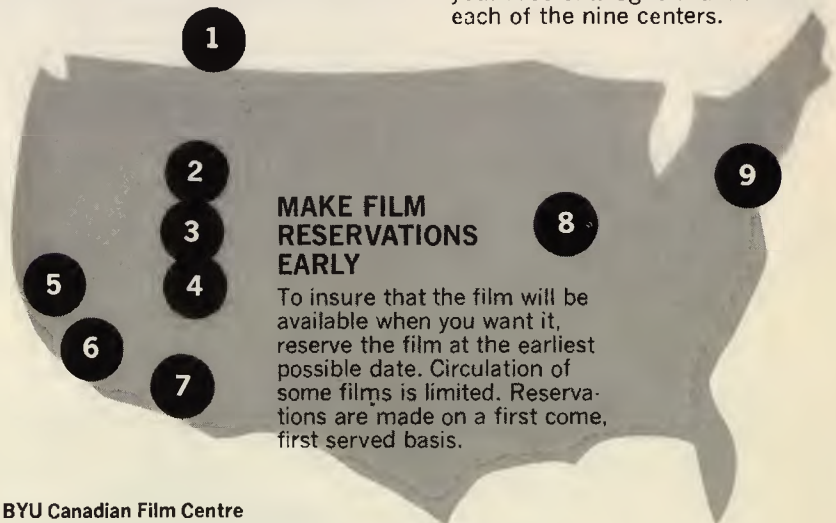 each of the nine centers.
1
2
3
4
5
6
7
8
9
MAKE FILM
RESERVATIONS
EARLY
To insure that the film will be
available when you want it,
reserve the film at the earliest
possible date. Circulation of
some films is limited. Reserva-
tions are made on a first come,
first served basis.
BYU Canadian Film Centre